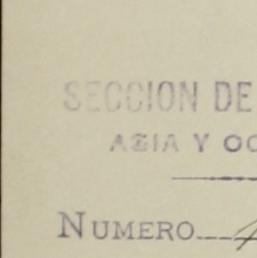 SECCION DE
ASIA Y OC
NUMERO